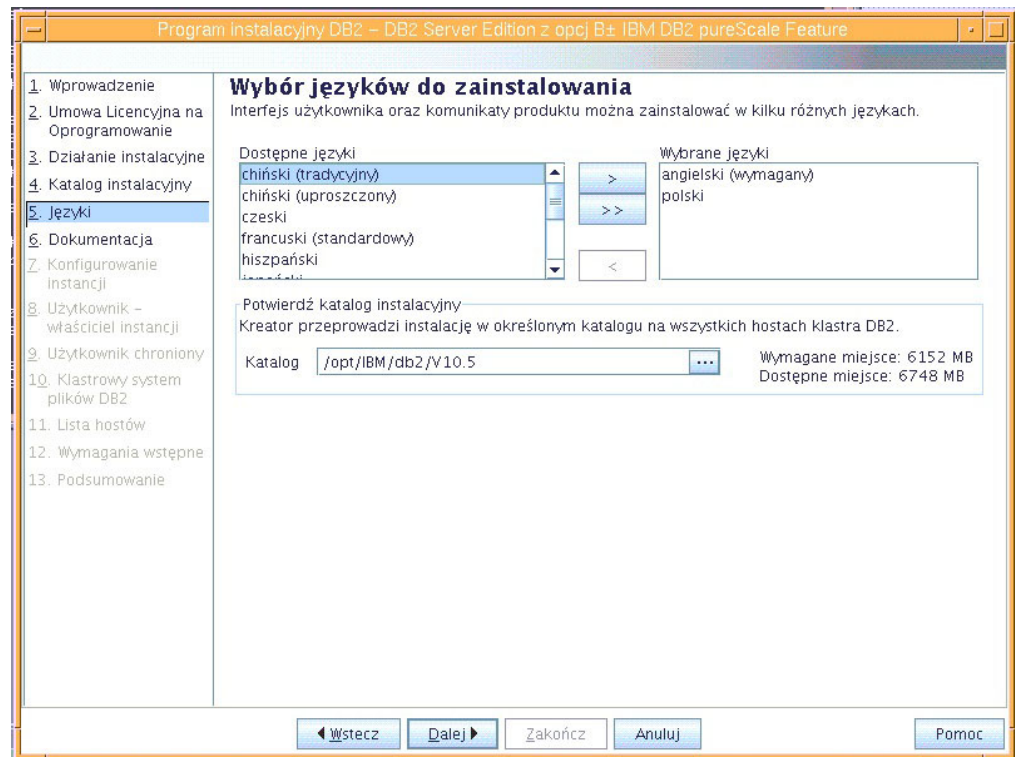 Program instalacyjny DB2 – DB2 Server Edition z opcj B± IBM DB2 pureScale Feature
1. Wprowadzenie
2. Umowa Licencyjna na
Oprogramowanie
3. Działanie instalacyjne
4. Katalog instalacyjny
5. Języki
6. Dokumentacja
7. Konfigurowanie
instancji
8. Użytkownik –
właściciel instancji
9. Użytkownik chroniony
10. Klastrowy system
plików DB2
11. Lista hostów
12. Wymagania wstępne
13. Podsumowanie
Wybór języków do zainstalowania
Interfejs użytkownika oraz komunikaty produktu można zainstalować w kilku różnych językach.
Dostępne języki
chiński (tradycyjny)
chiński (uproszczony)
czeski
francuski (standardowy)
hiszpański
>
>>
<
Wybrane języki
angielski (wymagany)
polski
Potwierdź katalog instalacyjny
Kreator przeprowadzi instalację w określonym katalogu na wszystkich hostach klastra DB2.
Katalog /opt/IBM/db2/V10.5 ...
Wymagane miejsce: 6152 MB
Dostępne miejsce: 6748 MB
Wstecz Dalej Zakończ Anuluj Pomoc